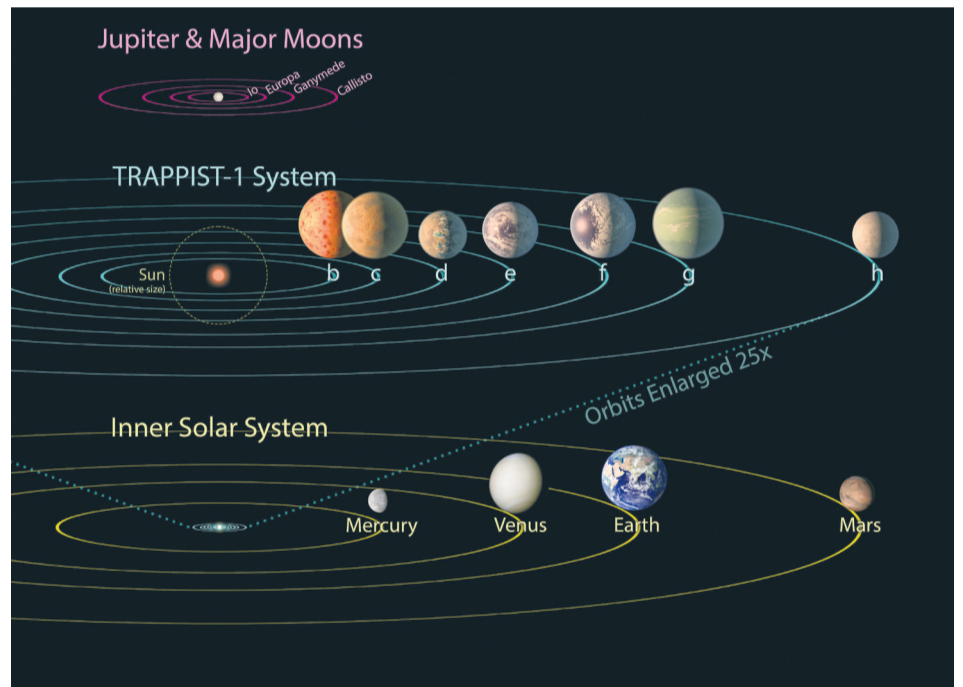 Jupiter & Major Moons
Io
Europa
Ganymede
Callisto
TRAPPIST-1 System
Sun
(relative size)
b
c
d
e
f
g
h
Orbits Enlarged 25x
Inner Solar System
Mercury
Venus
Earth
Mars